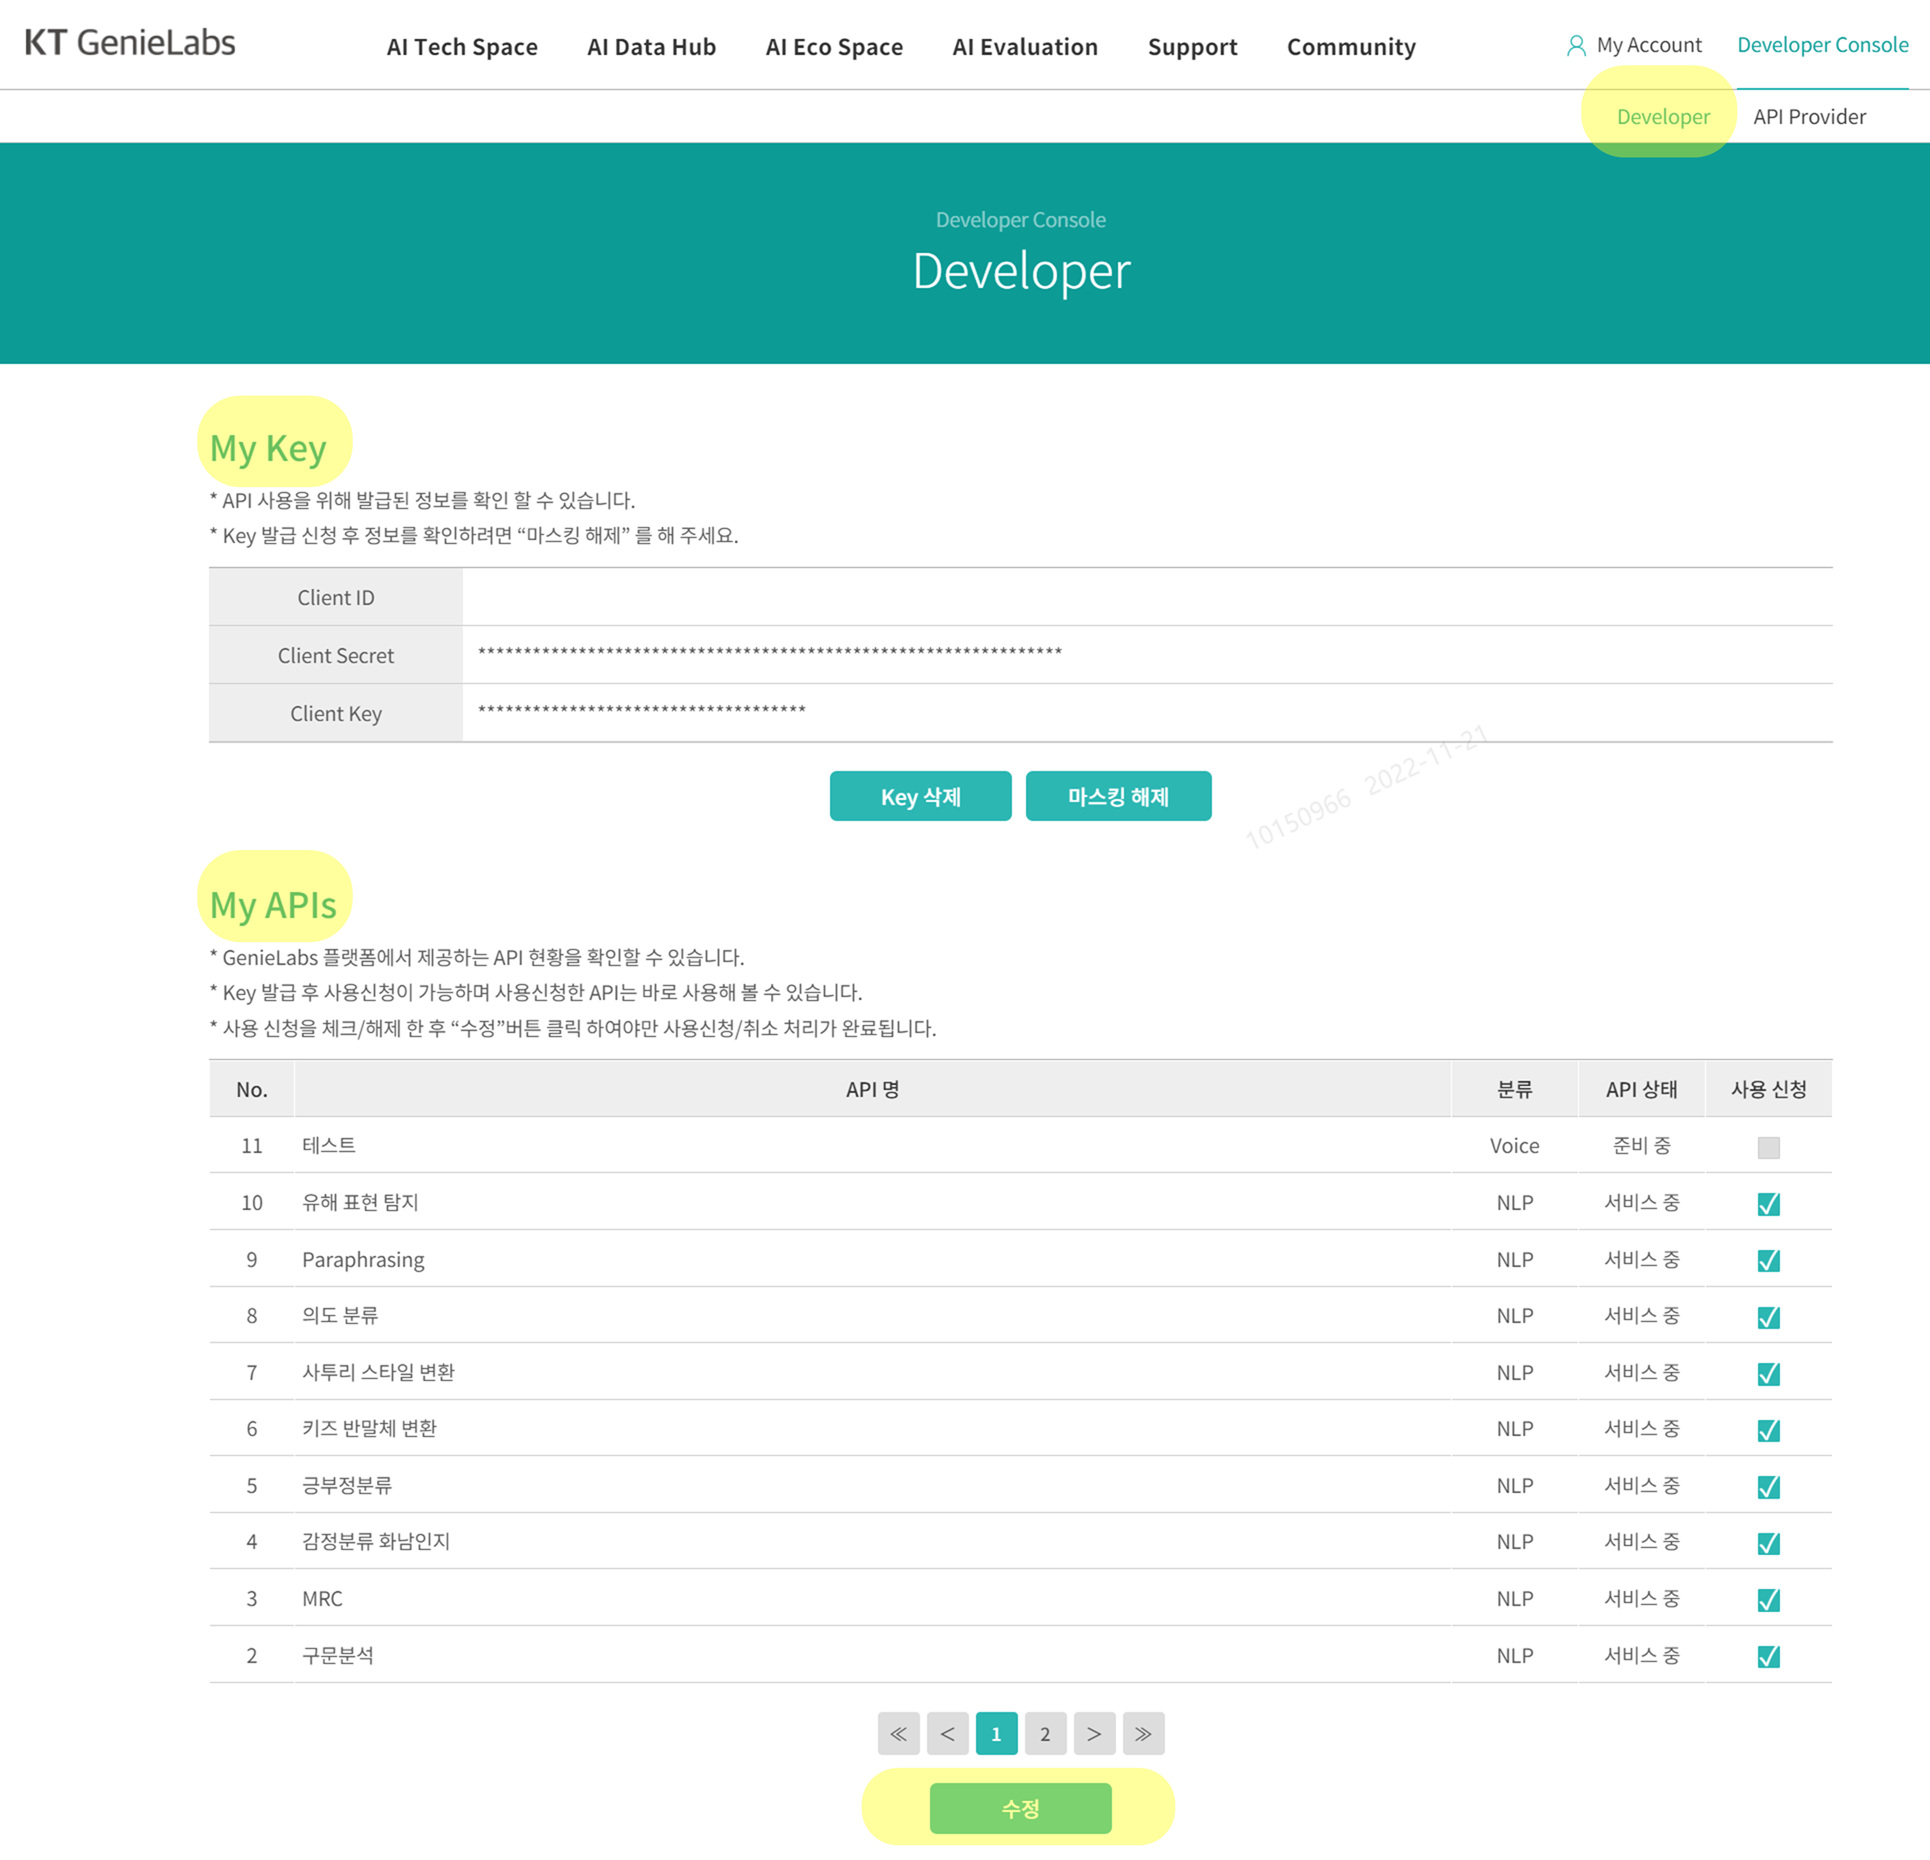 KT GenieLabs
AI Tech Space AI Data Hub AI Eco Space AI Evaluation Support Community
My Account Developer Console
Developer API Provider
Developer Console
Developer
My Key
* API 사용을 위해 발급된 정보를 확인 할 수 있습니다.
* Key 발급 신청 후 정보를 확인하려면 “마스킹 해제” 를 해 주세요.
Client ID
Client Secret ****************************************************************
Client Key ************************************
Key 삭제 마스킹 해제
10150966 2022-11-21
My APIs
* GenieLabs 플랫폼에서 제공하는 API 현황을 확인할 수 있습니다.
* Key 발급 후 사용신청이 가능하며 사용신청한 API는 바로 사용해 볼 수 있습니다.
* 사용 신청을 체크/해제 한 후 “수정”버튼 클릭 하여야만 사용신청/취소 처리가 완료됩니다.
No. API 명 분류 API 상태 사용 신청
11 테스트 Voice 준비 중
10 유해 표현 탐지 NLP 서비스 중
9 Paraphrasing NLP 서비스 중
8 의도 분류 NLP 서비스 중
7 사투리 스타일 변환 NLP 서비스 중
6 키즈 반말체 변환 NLP 서비스 중
5 긍부정분류 NLP 서비스 중
4 감정분류 화남인지 NLP 서비스 중
3 MRC NLP 서비스 중
2 구문분석 NLP 서비스 중
≪ < 1 2 > ≫
수정